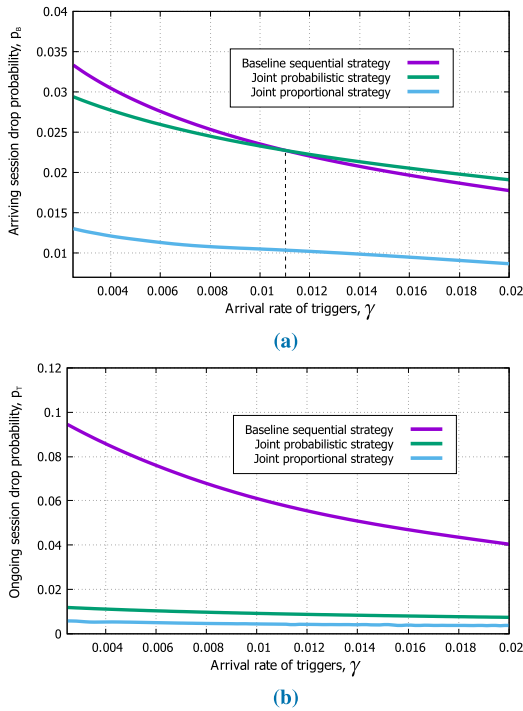 0.04
0.035
0.03
0.025
0.02
0.015
0.01
Arriving session drop probability, pB
Baseline sequential strategy
Joint probabilistic strategy
Joint proportional strategy
0.004 0.006 0.008 0.01 0.012 0.014 0.016 0.018 0.02
Arrival rate of triggers, γ
(a)
0.12
0.1
0.08
0.06
0.04
0.02
0
Ongoing session drop probability, pT
Baseline sequential strategy
Joint probabilistic strategy
Joint proportional strategy
0.004 0.006 0.008 0.01 0.012 0.014 0.016 0.018 0.02
Arrival rate of triggers, γ
(b)